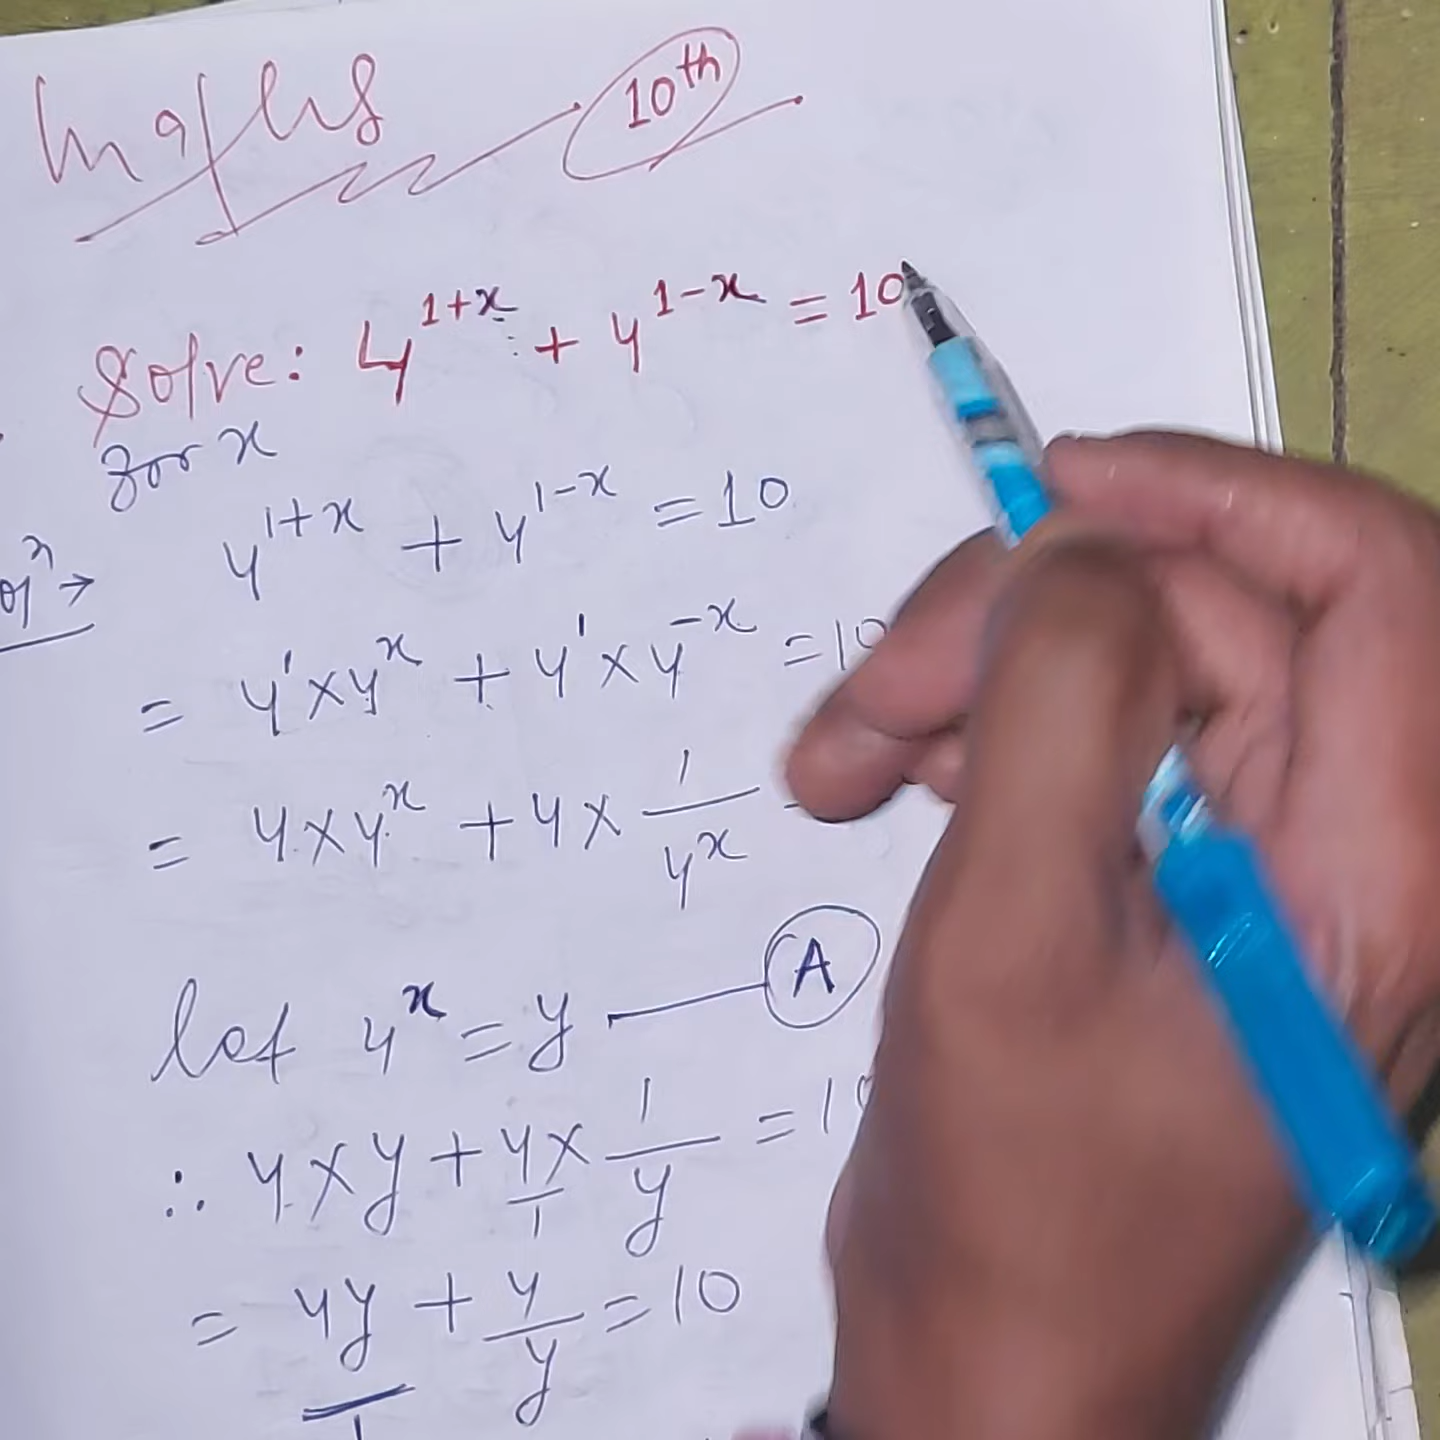 Maths 10th
Solve: 4^{1+x} + 4^{1-x} = 10
for x
4^{1+x} + 4^{1-x} = 10
= 4^1 × 4^x + 4^1 × 4^{-x} = 10
= 4 × 4^x + 4 × 1/4^x
let 4^x = y — A
∴ 4 × y + 4/1 × 1/y = 10
= 4y/1 + 4/y = 10